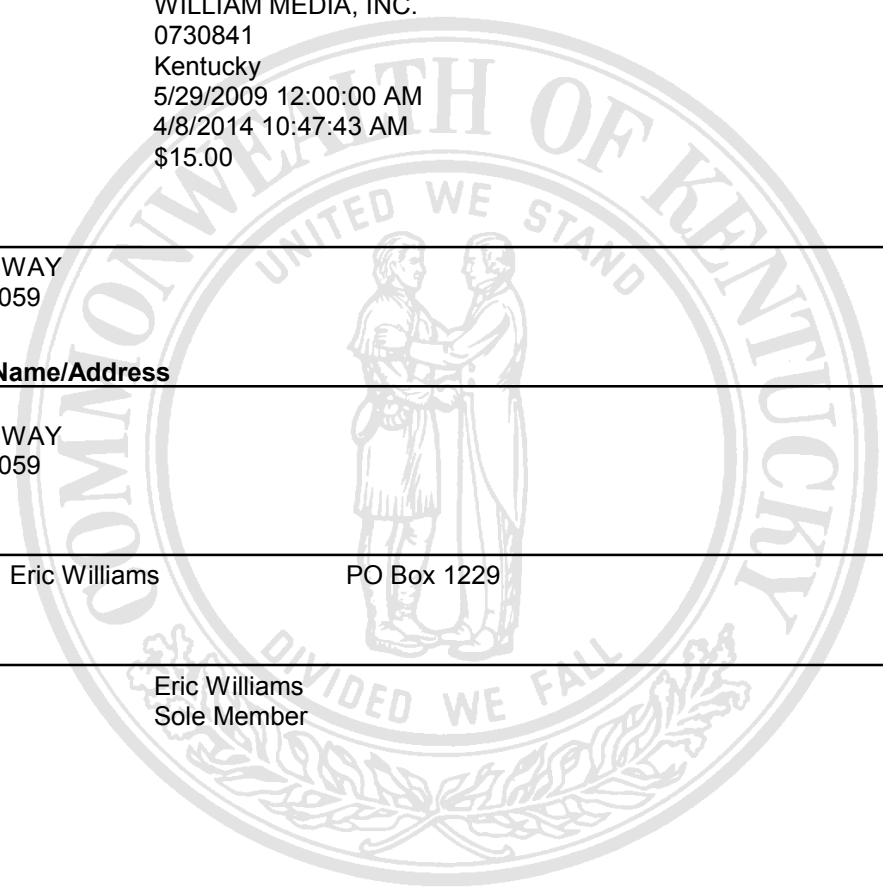 WILLIAM MEDIA, INC.
0730841
Kentucky
5/29/2009 12:00:00 AM
4/8/2014 10:47:43 AM
$15.00
COMMONWEALTH OF KENTUCKY
UNITED WE STAND
WAY
059
Name/Address
WAY
059
Eric Williams PO Box 1229
DIVIDED WE FALL
Eric Williams
Sole Member